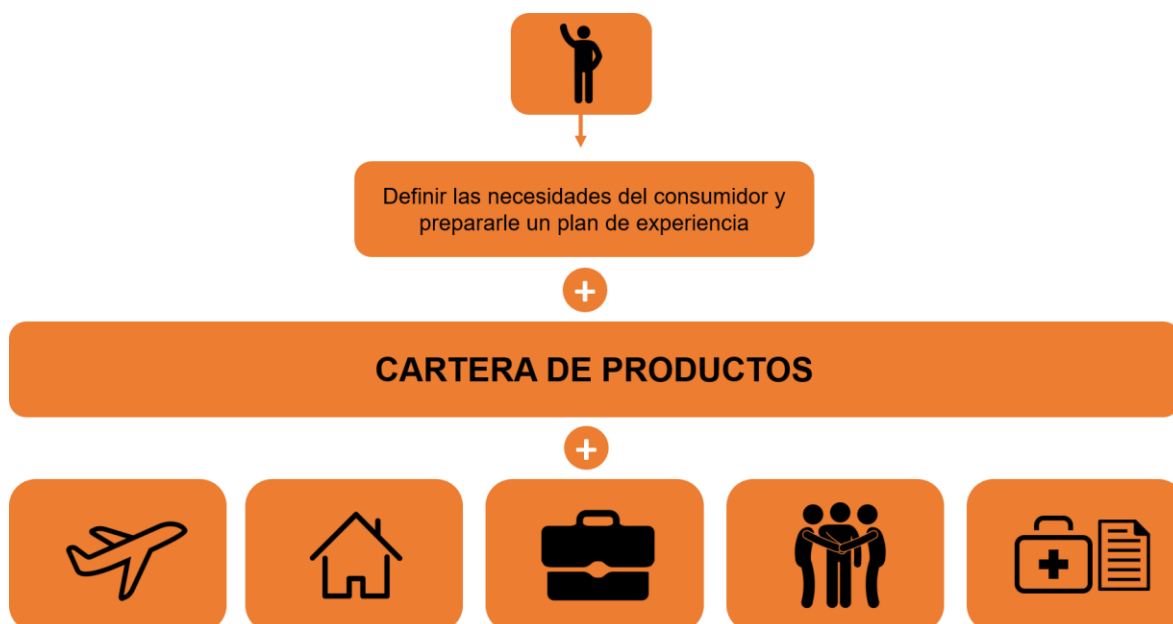 Definir las necesidades del consumidor y
prepararle un plan de experiencia
+
CARTERA DE PRODUCTOS
+